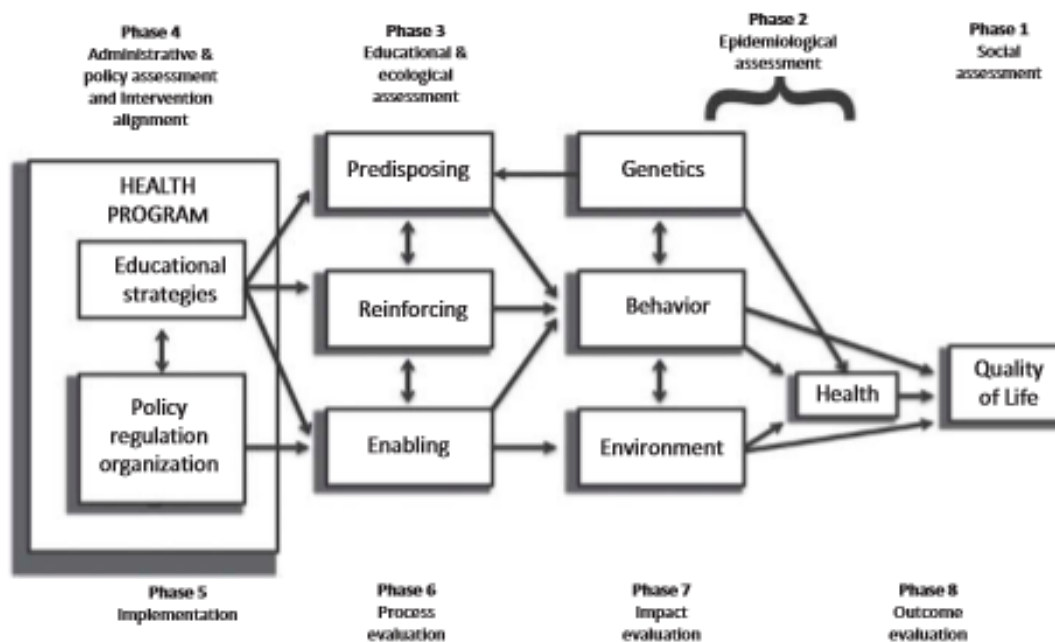 Phase 4
Administrative &
policy assessment
and Intervention
alignment
Phase 3
Educational &
ecological
assessment
Phase 2
Epidemiological
assessment
Phase 1
Social
assessment
HEALTH
PROGRAM
Educational
strategies
Policy
regulation
organization
Predisposing
Reinforcing
Enabling
Genetics
Behavior
Environment
Health
Quality
of Life
Phase 5
Implementation
Phase 6
Process
evaluation
Phase 7
Impact
evaluation
Phase 8
Outcome
evaluation